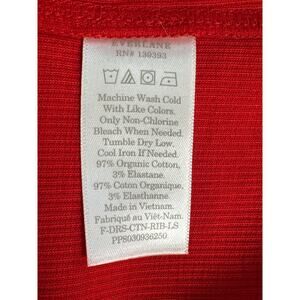 EVERLANE
RN# 139393
Machine Wash Cold
With Like Colors.
Only Non-Chlorine
Bleach When Needed.
Tumble Dry Low.
Cool Iron If Needed.
97% Organic Cotton,
3% Elastane.
97% Coton Organique,
3% Elasthanne.
Made in Vietnam.
Fabriqué au Viêt-Nam.
F-DRS-CTN-RIB-LS
PPS030936250